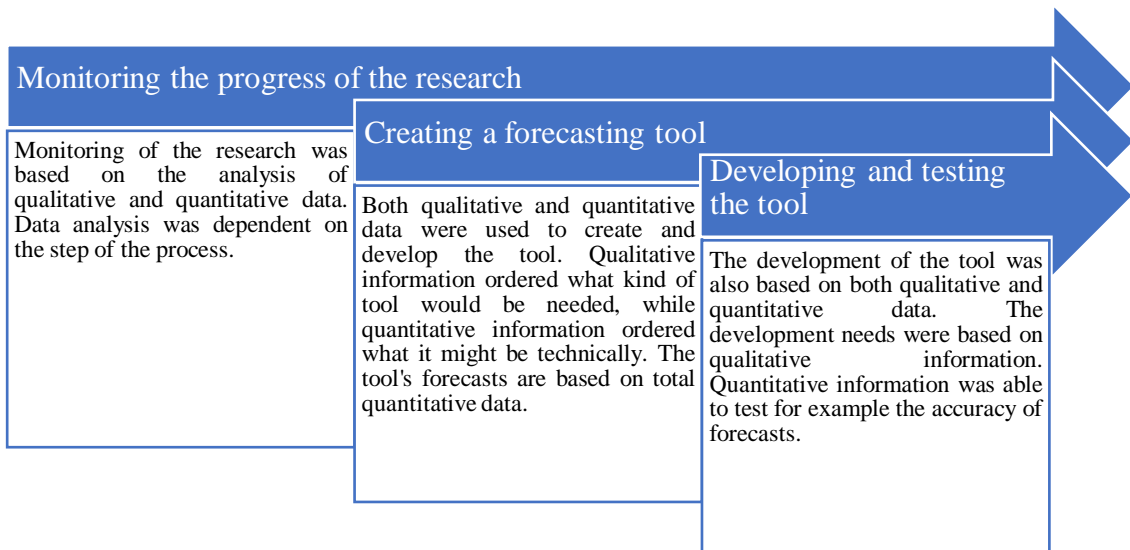 Monitoring the progress of the research
Monitoring of the research was
based on the analysis of
qualitative and quantitative data.
Data analysis was dependent on
the step of the process.
Creating a forecasting tool
Both qualitative and quantitative
data were used to create and
develop the tool. Qualitative
information ordered what kind of
tool would be needed, while
quantitative information ordered
what it might be technically. The
tool's forecasts are based on total
quantitative data.
Developing and testing
the tool
The development of the tool was
also based on both qualitative and
quantitative data. The
development needs were based on
qualitative information.
Quantitative information was able
to test for example the accuracy of
forecasts.